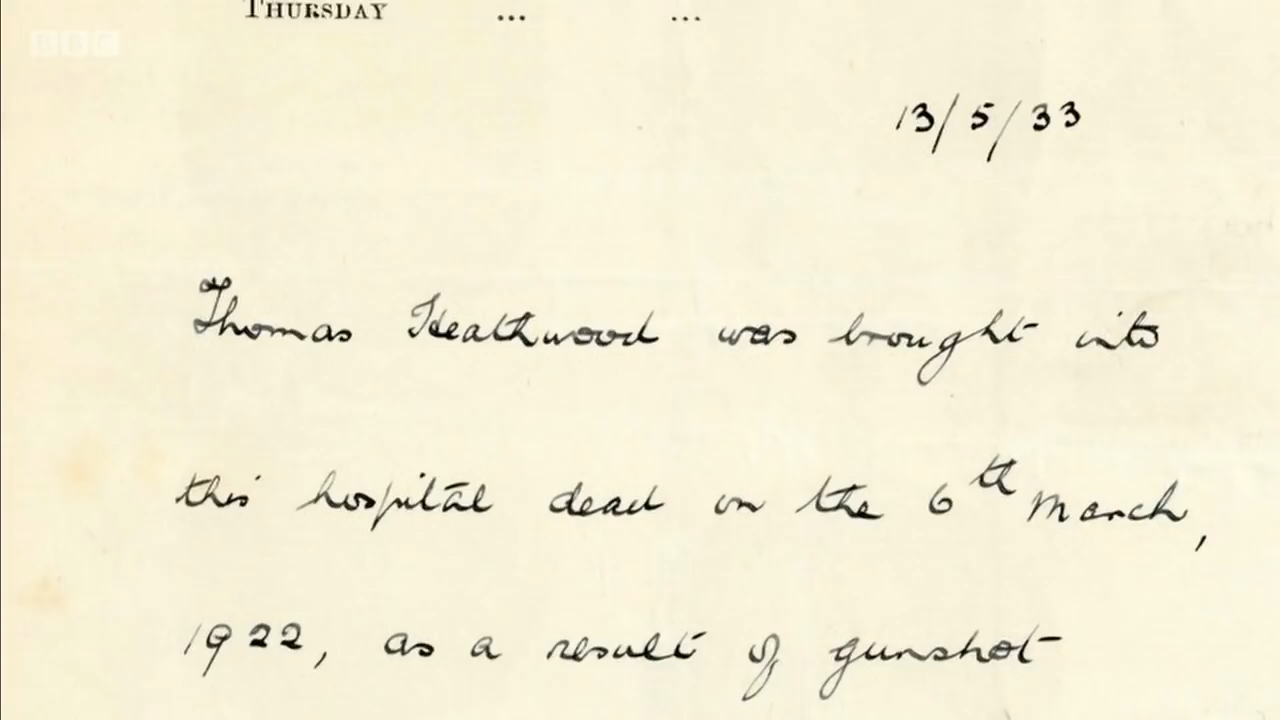 THURSDAY ... ...
BBC
13/5/33
Thomas Heathwood was brought into
this hospital dead on the 6th March,
1922, as a result of gunshot